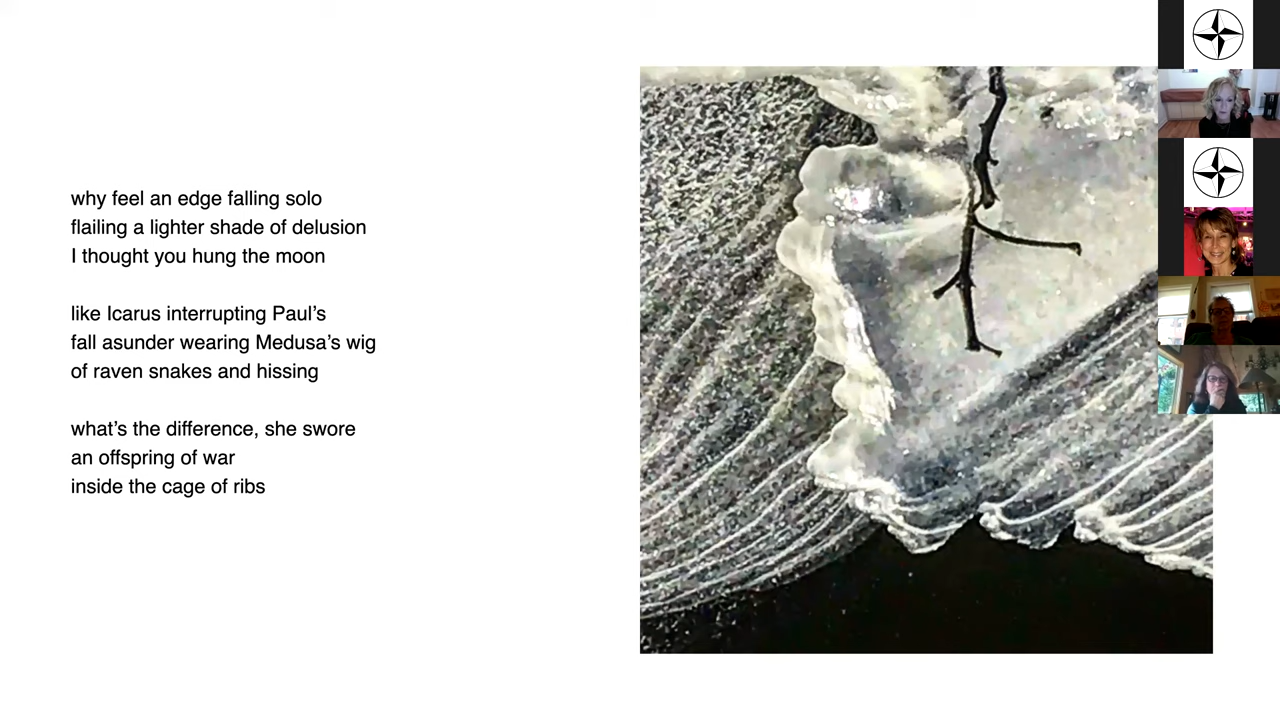 why feel an edge falling solo
flailing a lighter shade of delusion
I thought you hung the moon
like Icarus interrupting Paul’s
fall asunder wearing Medusa’s wig
of raven snakes and hissing
what’s the difference, she swore
an offspring of war
inside the cage of ribs